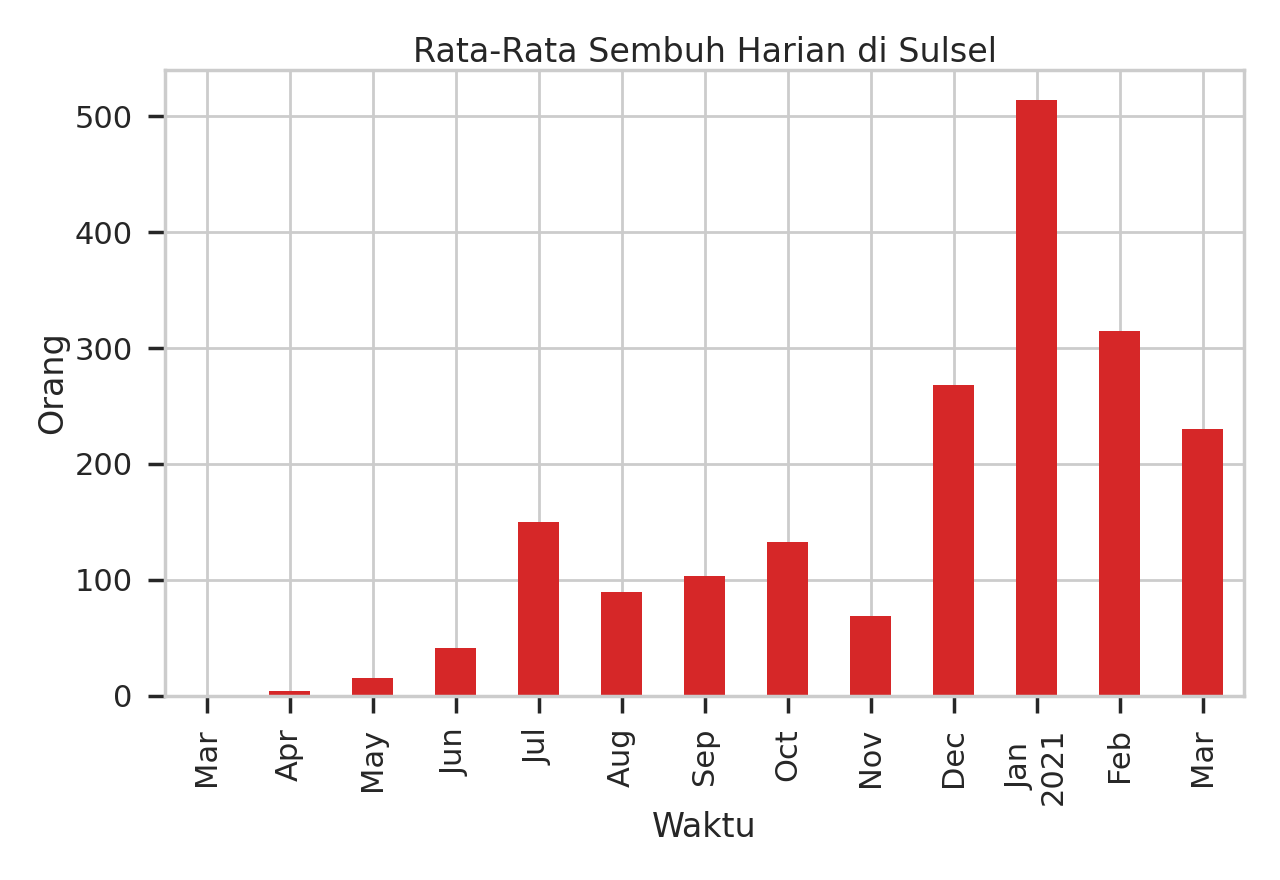 Rata-Rata Sembuh Harian di Sulsel
500
400
300
200
100
0
Orang
Mar
Apr
May
Jun
Jul
Aug
Sep
Oct
Nov
Dec
Jan
2021
Feb
Mar
Waktu